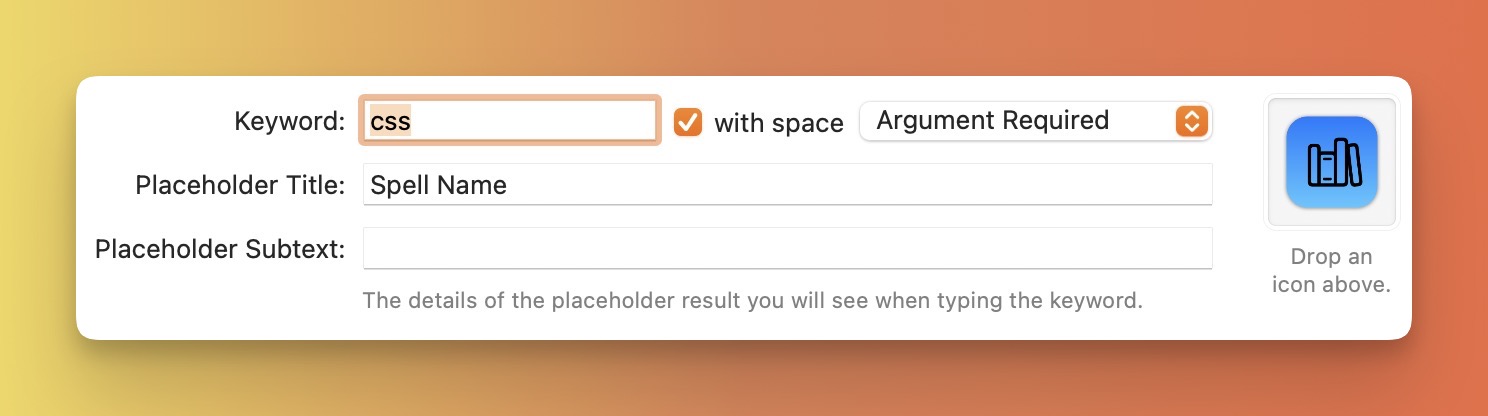 Keyword: css with space Argument Required
Placeholder Title: Spell Name
Placeholder Subtext:
The details of the placeholder result you will see when typing the keyword.
Drop an
icon above.